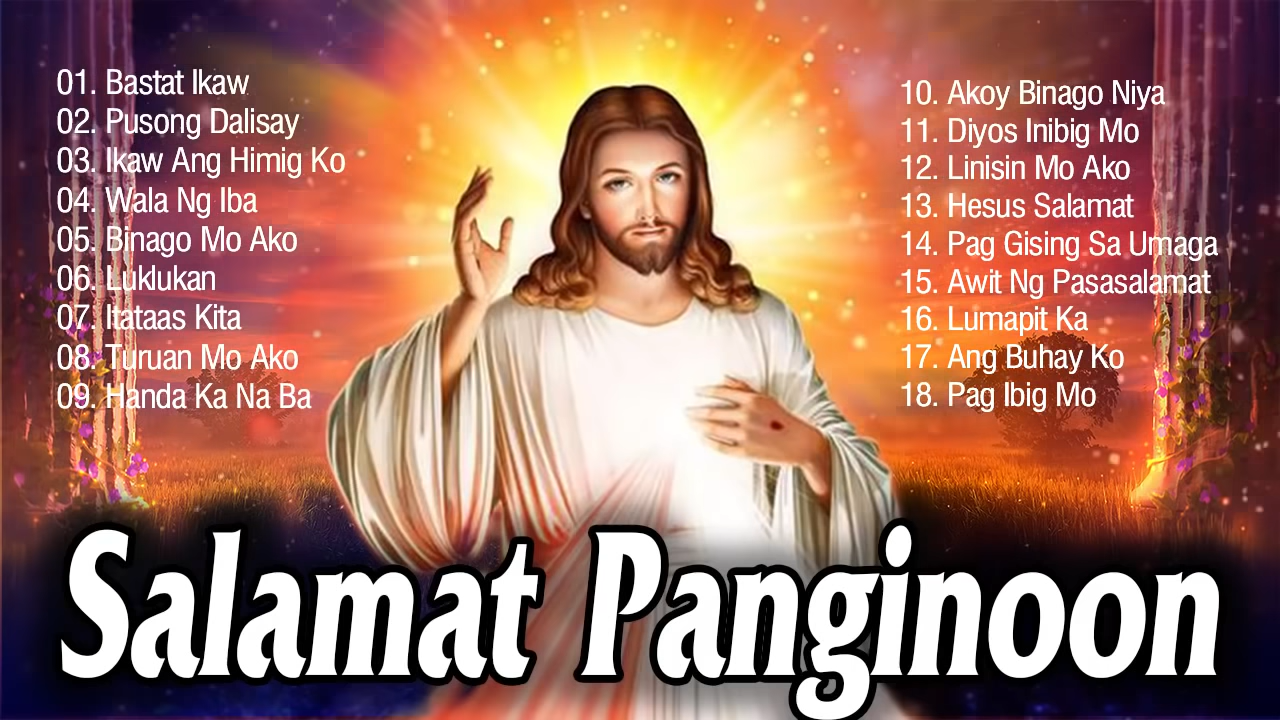 01. Bastat Ikaw
02. Pusong Dalisay
03. Ikaw Ang Himig Ko
04. Wala Ng Iba
05. Binago Mo Ako
06. Luklukan
07. Itataas Kita
08. Turuan Mo Ako
09. Handa Ka Na Ba
10. Akoy Binago Niya
11. Diyos Inibig Mo
12. Linisin Mo Ako
13. Hesus Salamat
14. Pag Gising Sa Umaga
15. Awit Ng Pasasalamat
16. Lumapit Ka
17. Ang Buhay Ko
18. Pag Ibig Mo
Salamat Panginoon